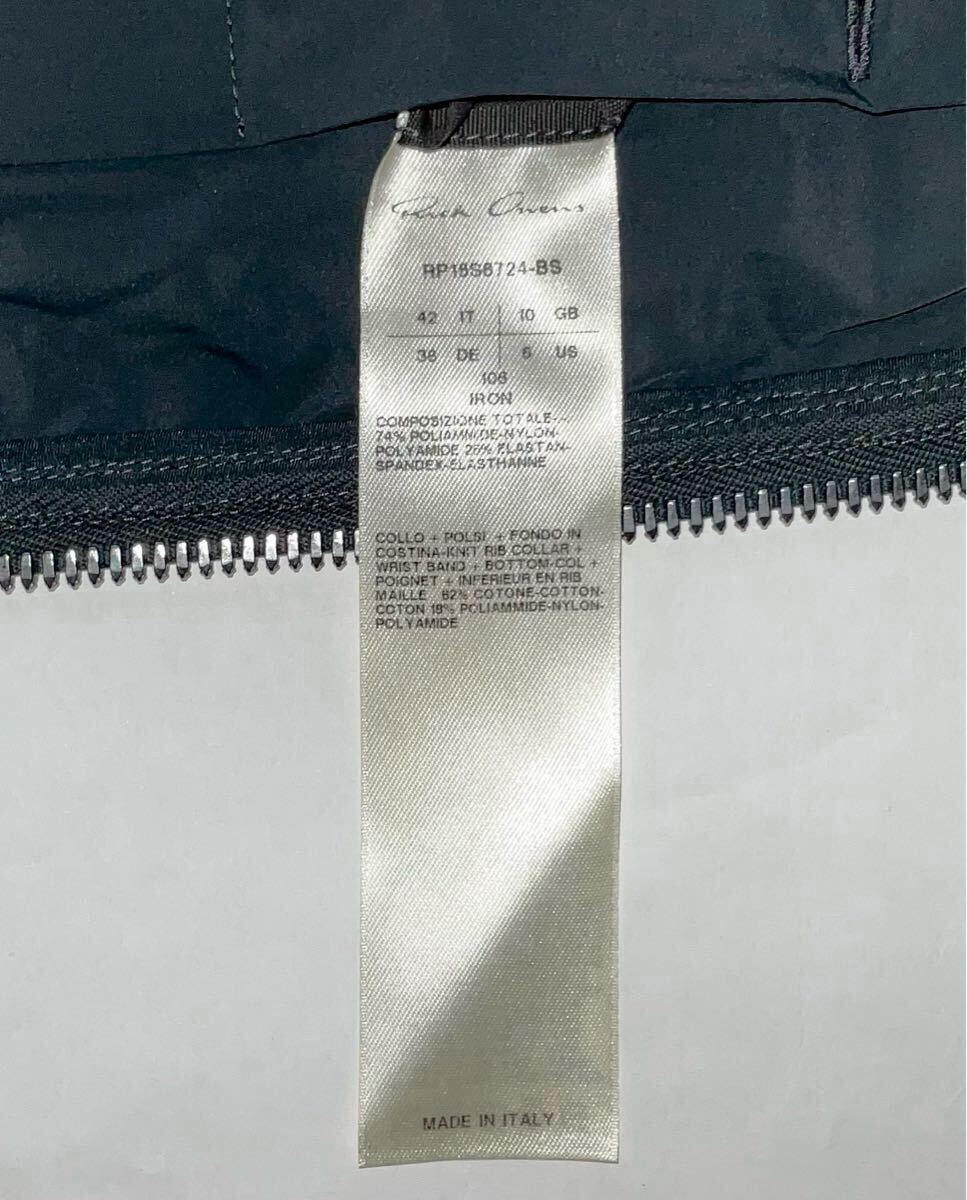 Rick Owens
RP16S6724-BS
42 IT 10 GB
38 DE 6 US
106
IRON
COMPOSIZIONE TOTALE--
74% POLIAMMIDE-NYLON-
POLYAMIDE 26% ELASTAN-
SPANDEX-ELASTHANNE
COLLO + POLSI + FONDO IN
COSTINA-KNIT RIB COLLAR +
WRIST BAND + BOTTOM-COL +
POIGNET + INFERIEUR EN RIB
MAILLE 82% COTONE-COTTON-
COTON 18% POLIAMMIDE-NYLON-
POLYAMIDE
MADE IN ITALY